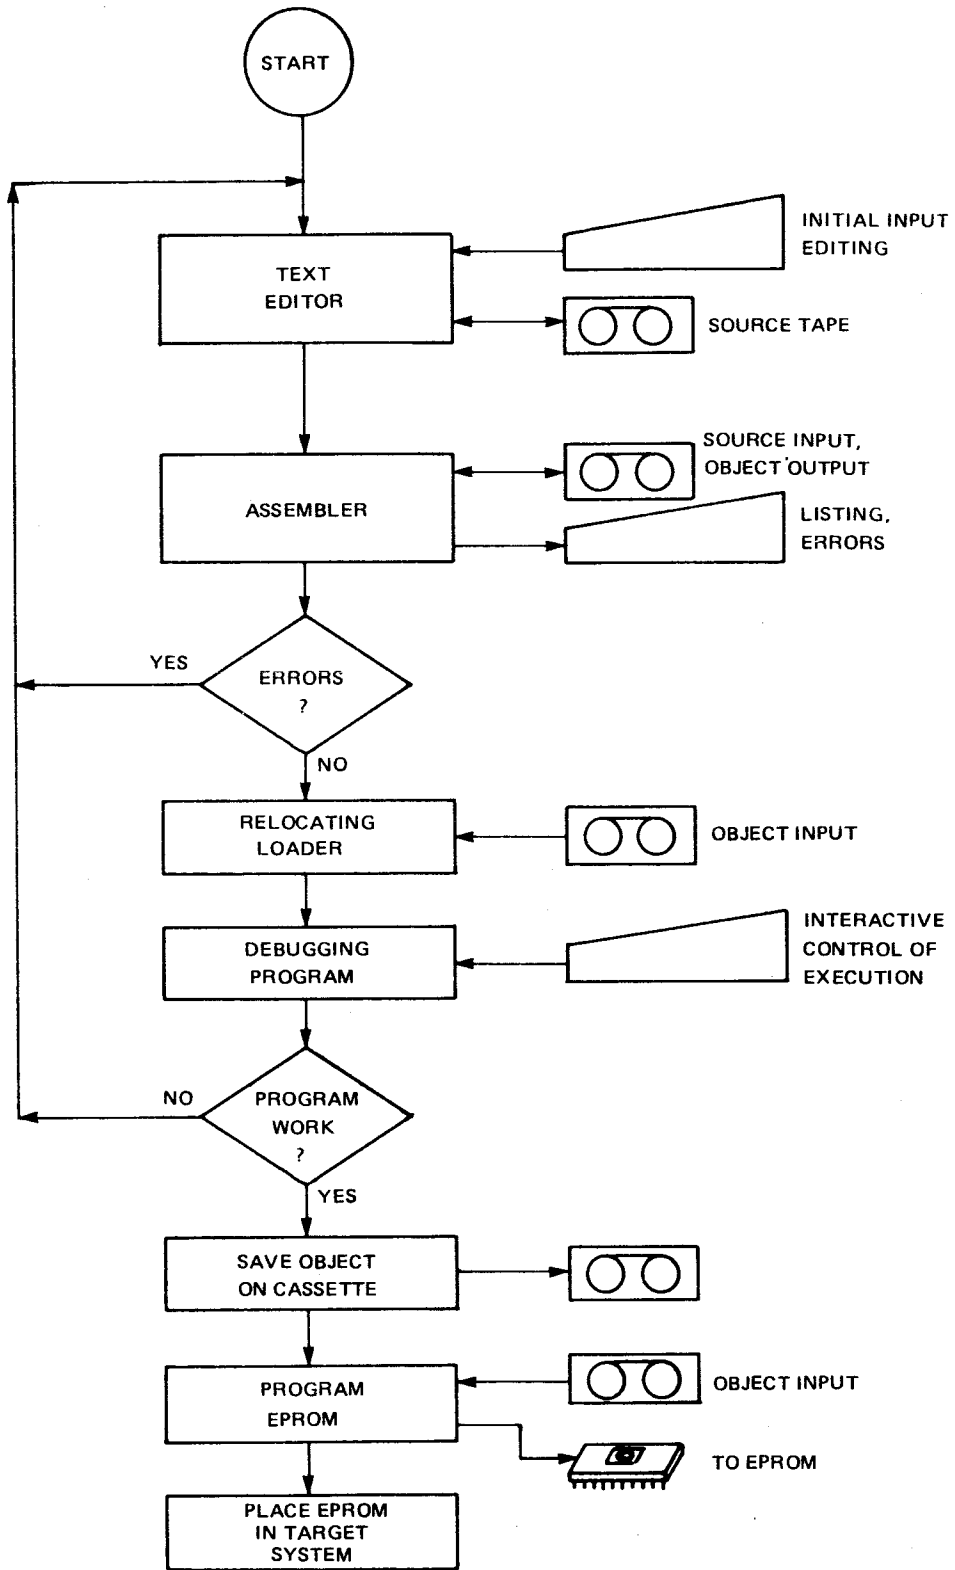 START
INITIAL INPUT
EDITING
TEXT
EDITOR
SOURCE TAPE
SOURCE INPUT,
OBJECT OUTPUT
ASSEMBLER
LISTING,
ERRORS
YES
ERRORS
?
NO
RELOCATING
LOADER
OBJECT INPUT
DEBUGGING
PROGRAM
INTERACTIVE
CONTROL OF
EXECUTION
NO
PROGRAM
WORK
?
YES
SAVE OBJECT
ON CASSETTE
PROGRAM
EPROM
OBJECT INPUT
TO EPROM
PLACE EPROM
IN TARGET
SYSTEM